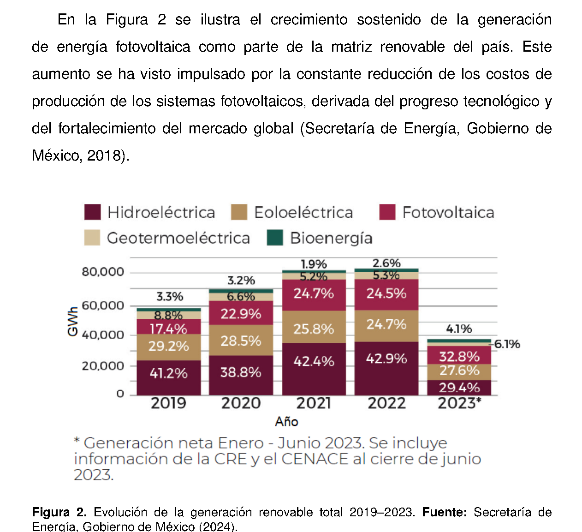 En la Figura 2 se ilustra el crecimiento sostenido de la generación
de energía fotovoltaica como parte de la matriz renovable del país. Este
aumento se ha visto impulsado por la constante reducción de los costos de
producción de los sistemas fotovoltaicos, derivada del progreso tecnológico y
del fortalecimiento del mercado global (Secretaría de Energía, Gobierno de
México, 2018).
Hidroeléctrica Eoloeléctrica Fotovoltaica
Geotermoeléctrica Bioenergía
GWh
80,000
60,000
40,000
20,000
0
3.3%
8.8%
17.4%
29.2%
41.2%
2019
3.2%
6.6%
22.9%
28.5%
38.8%
2020
1.9%
5.2%
24.7%
25.8%
42.4%
2021
2.6%
5.3%
24.5%
24.7%
42.9%
2022
4.1%
6.1%
32.8%
27.6%
29.4%
2023*
Año
* Generación neta Enero - Junio 2023. Se incluye
información de la CRE y el CENACE al cierre de junio
2023.
Figura 2. Evolución de la generación renovable total 2019–2023. Fuente: Secretaría de
Energía, Gobierno de México (2024).